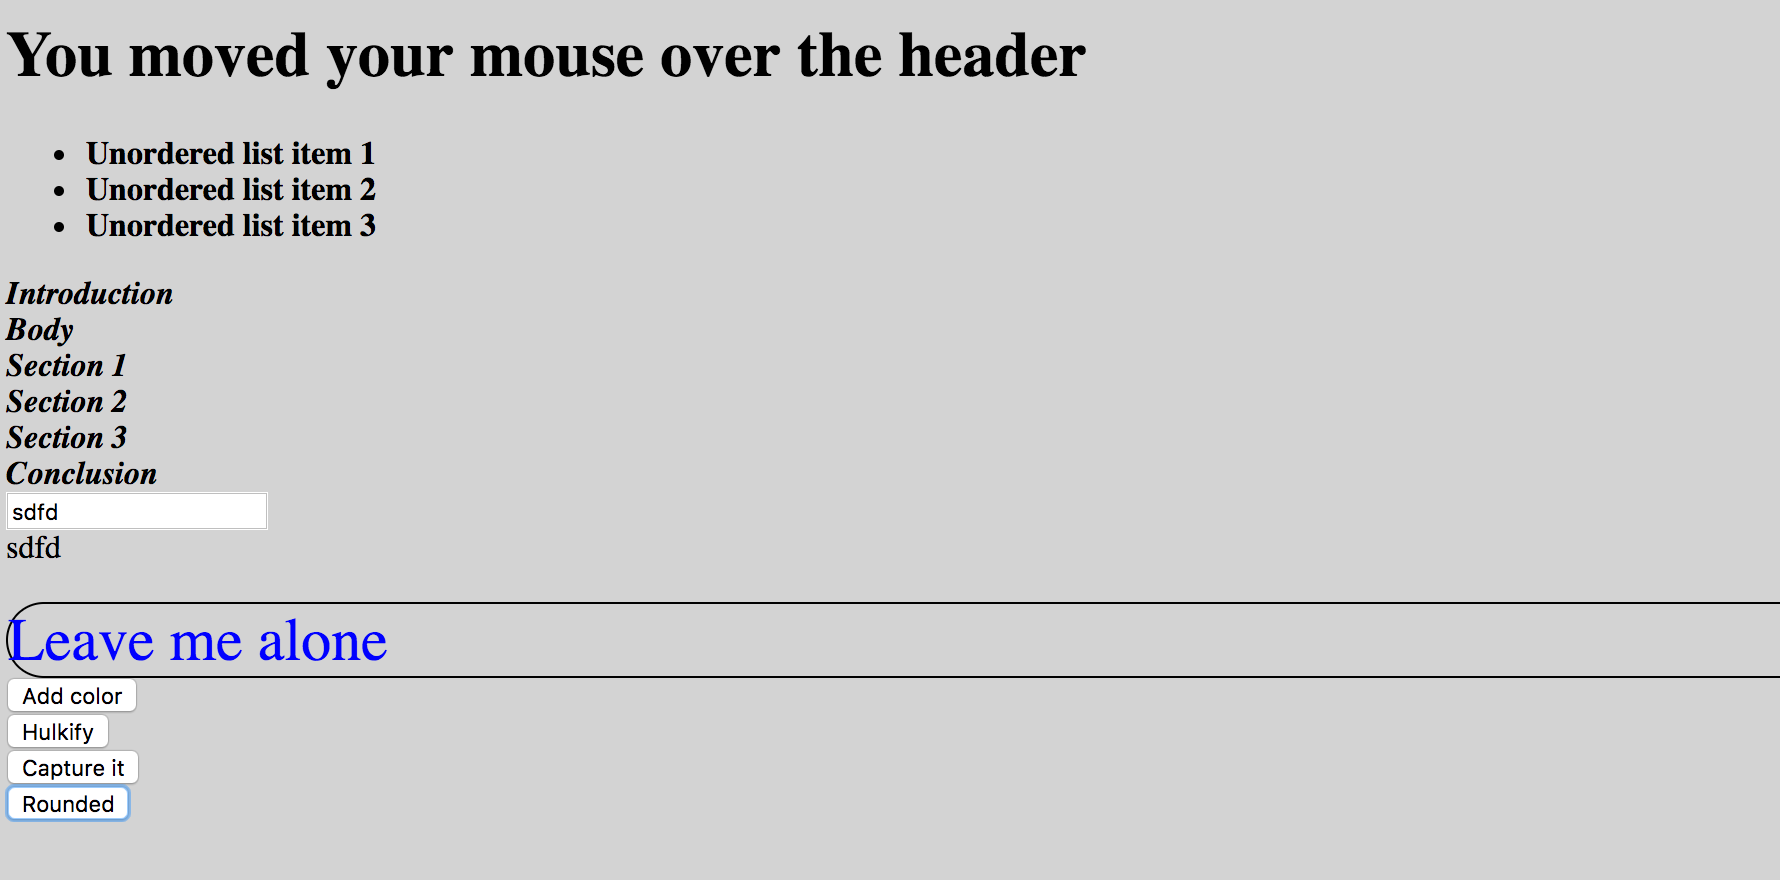 You moved your mouse over the header
Unordered list item 1
Unordered list item 2
Unordered list item 3
Introduction
Body
Section 1
Section 2
Section 3
Conclusion
sdfd
sdfd
Leave me alone
Add color
Hulkify
Capture it
Rounded